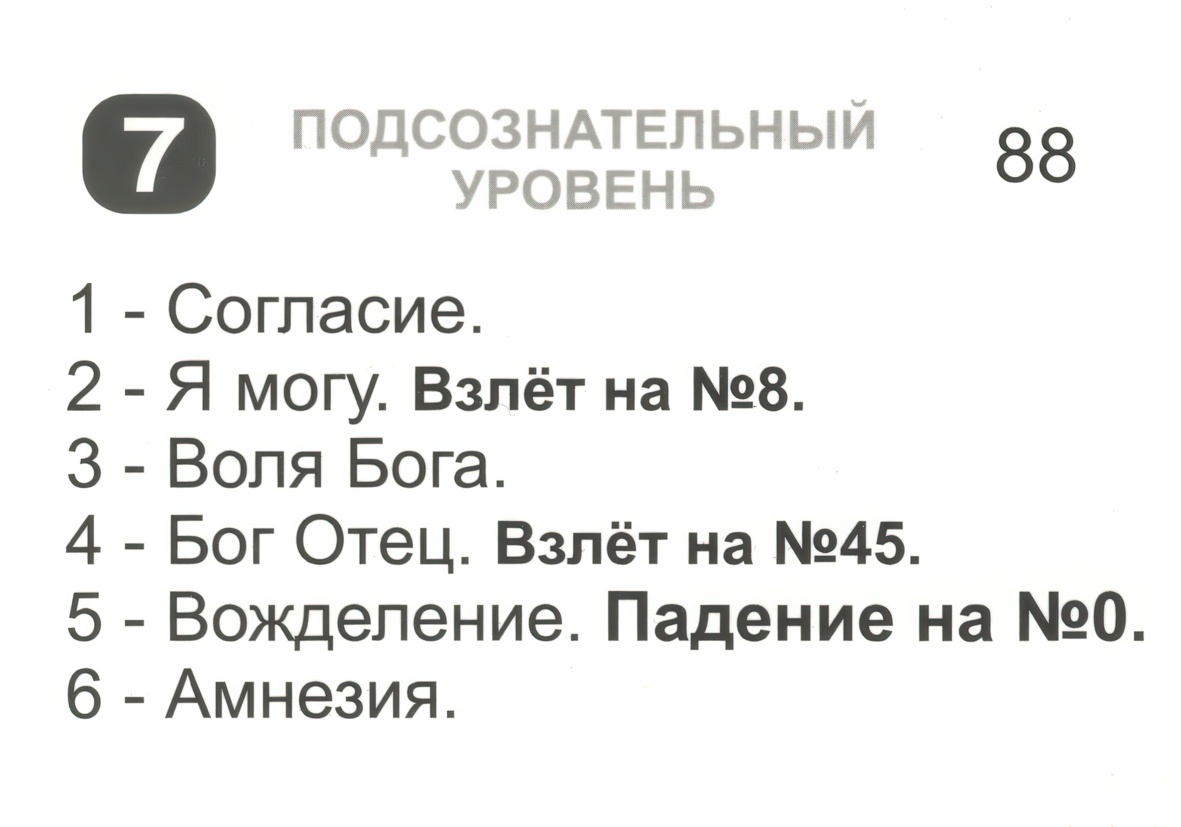 7
ПОДСОЗНАТЕЛЬНЫЙ
УРОВЕНЬ
88
1 - Согласие.
2 - Я могу. Взлёт на №8.
3 - Воля Бога.
4 - Бог Отец. Взлёт на №45.
5 - Вожделение. Падение на №0.
6 - Амнезия.